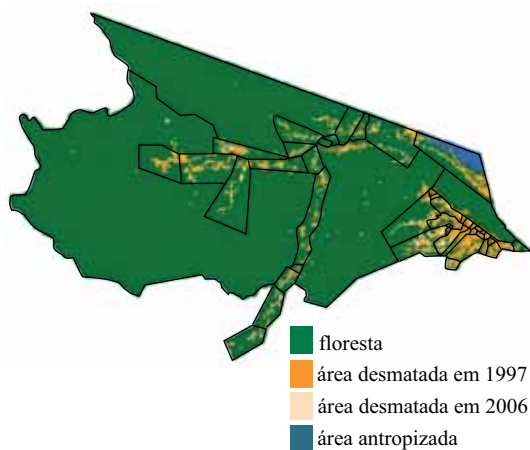 floresta
área desmatada em 1997
área desmatada em 2006
área antropizada